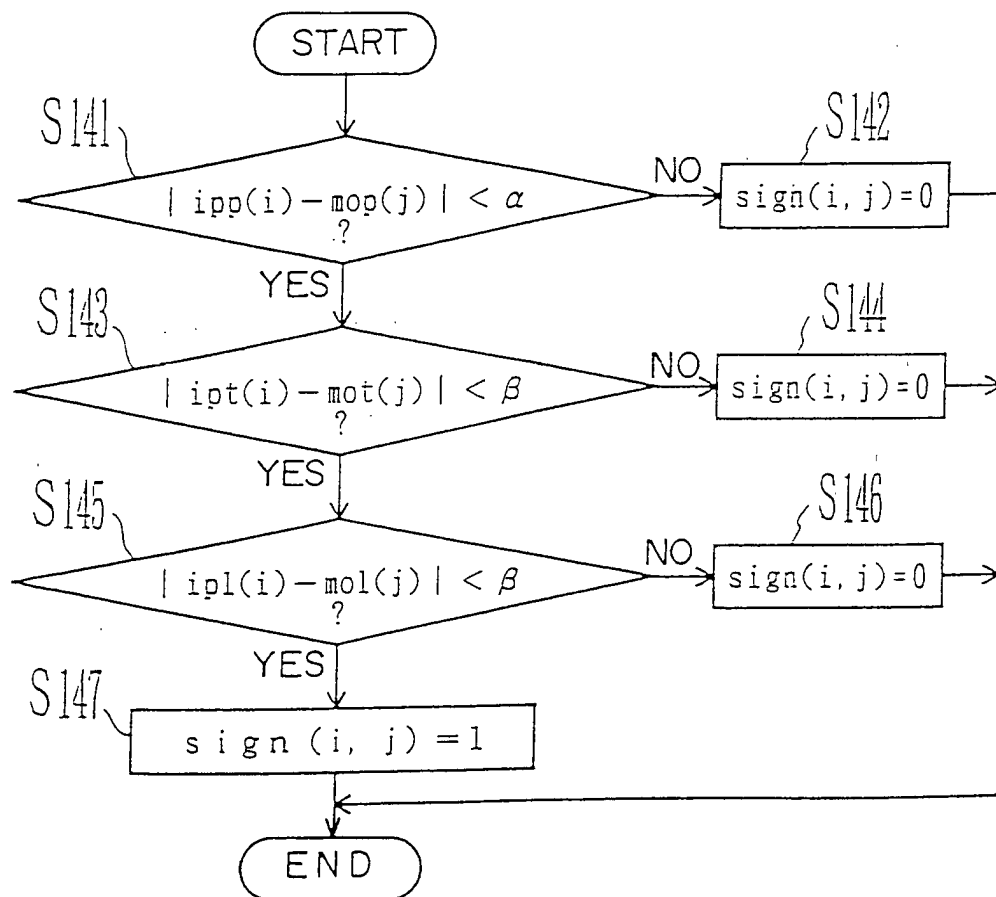 START
S141
| ipp(i) − mop(j) | < α
?
NO
S142
sign(i, j)=0
YES
S143
| ipt(i) − mot(j) | < β
?
NO
S144
sign(i, j)=0
YES
S145
| ipl(i) − mol(j) | < β
?
NO
S146
sign(i, j)=0
YES
S147
sign (i, j) = 1
END